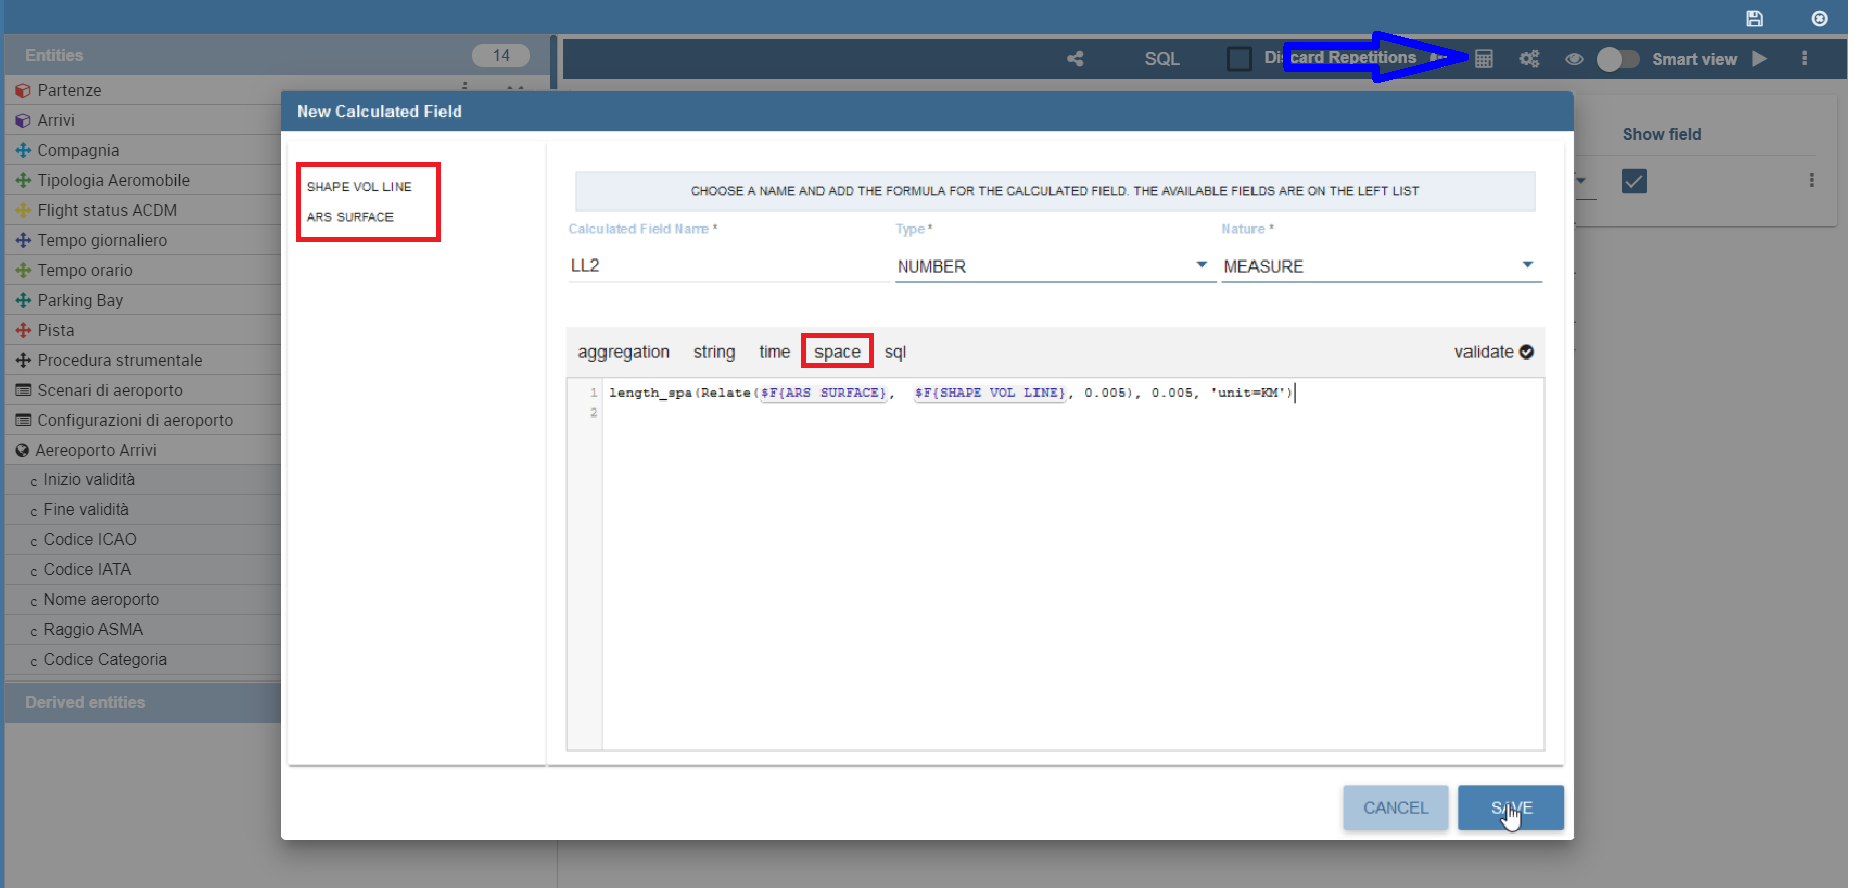 Entities 14
SQL Discard Repetitions Smart view
Partenze
Arrivi
Compagnia
Tipologia Aeromobile
Flight status ACDM
Tempo giornaliero
Tempo orario
Parking Bay
Pista
Procedura strumentale
Scenari di aeroporto
Configurazioni di aeroporto
Aereoporto Arrivi
c Inizio validità
c Fine validità
c Codice ICAO
c Codice IATA
c Nome aeroporto
c Raggio ASMA
c Codice Categoria
Derived entities
New Calculated Field
SHAPE VOL LINE
ARS SURFACE
CHOOSE A NAME AND ADD THE FORMULA FOR THE CALCULATED FIELD. THE AVAILABLE FIELDS ARE ON THE LEFT LIST
Calculated Field Name * Type * Nature *
LL2 NUMBER MEASURE
aggregation string time space sql validate
1 length_spa(Relate($F{ARS SURFACE}, $F{SHAPE VOL LINE}, 0.005), 0.005, 'unit=KM')
2
CANCEL SAVE
Show field